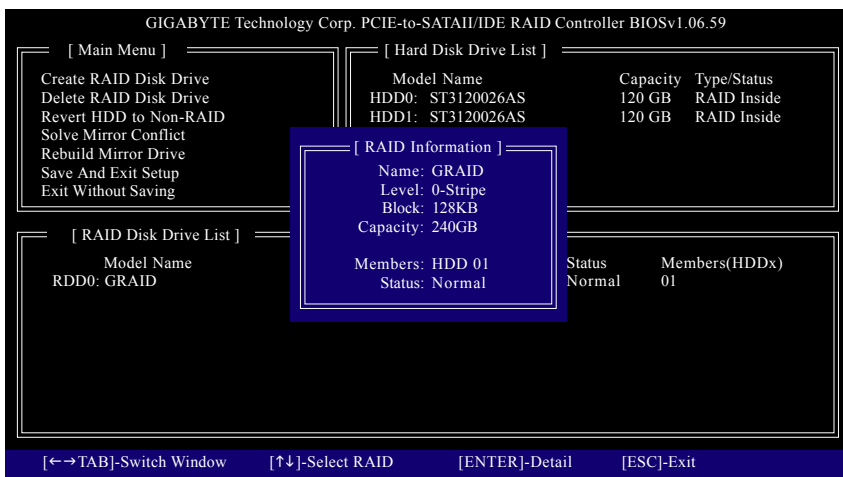 GIGABYTE Technology Corp. PCIE-to-SATAII/IDE RAID Controller BIOSv1.06.59
[ Main Menu ]
Create RAID Disk Drive
Delete RAID Disk Drive
Revert HDD to Non-RAID
Solve Mirror Conflict
Rebuild Mirror Drive
Save And Exit Setup
Exit Without Saving
[ Hard Disk Drive List ]
Model Name Capacity Type/Status
HDD0: ST3120026AS 120 GB RAID Inside
HDD1: ST3120026AS 120 GB RAID Inside
[ RAID Information ]
Name: GRAID
Level: 0-Stripe
Block: 128KB
Capacity: 240GB
Members: HDD 01
Status: Normal
[ RAID Disk Drive List ]
Model Name Status Members(HDDx)
RDD0: GRAID Normal 01
[←→TAB]-Switch Window [↑↓]-Select RAID [ENTER]-Detail [ESC]-Exit